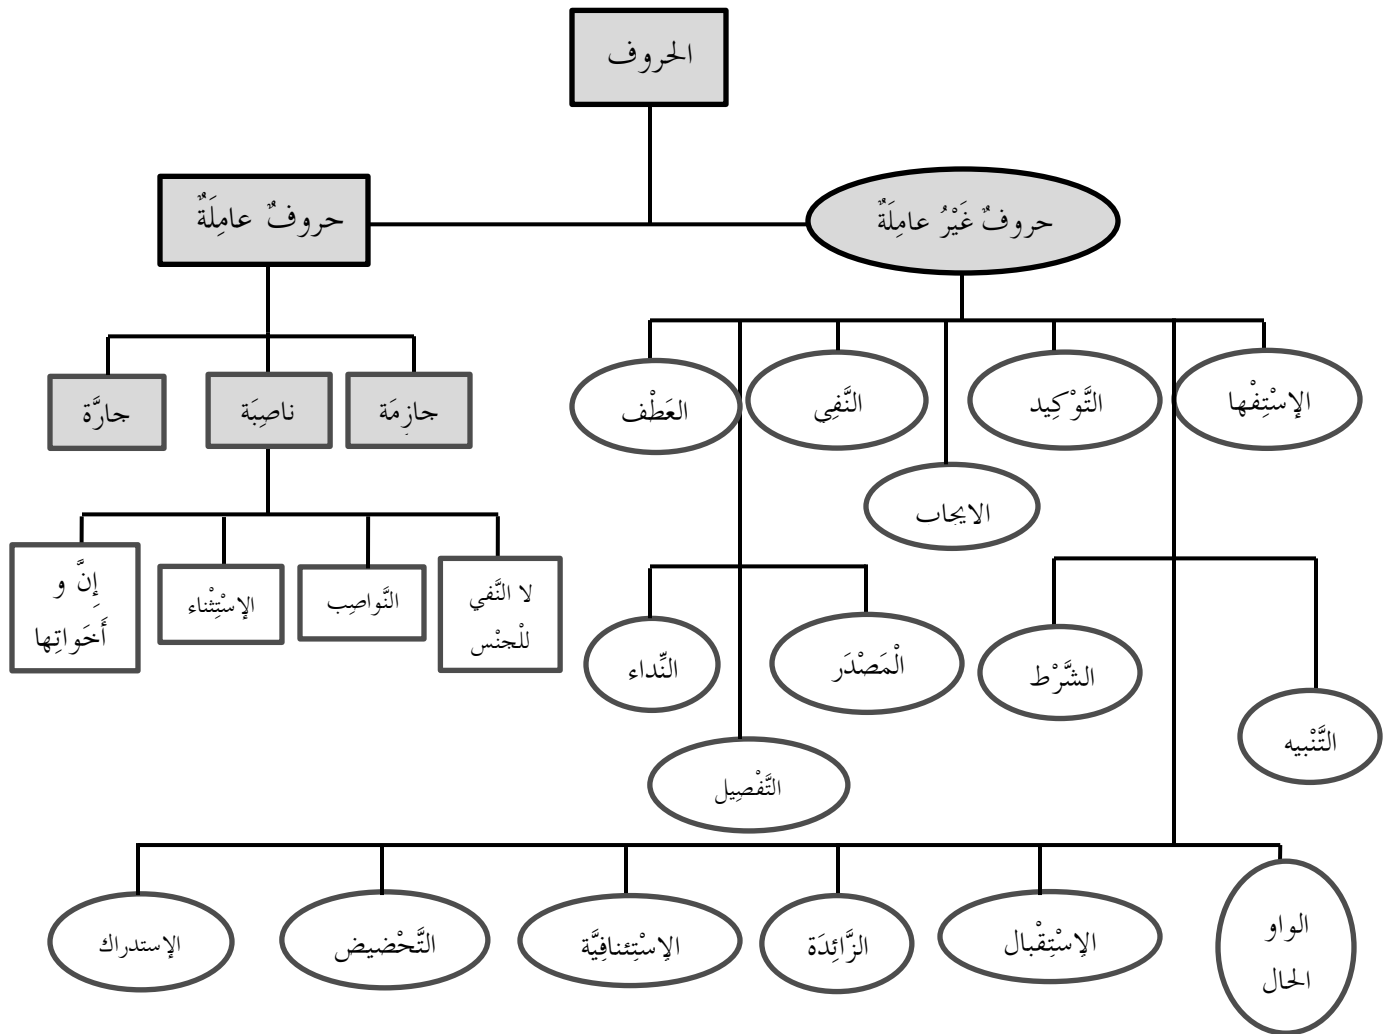 الحروف
حروفٌ غَيْرُ عامِلَةٌ
حروفٌ عامِلَةٌ
الإسْتِفْها
التَّوْكِيد
النَّفِي
العَطْف
جازِمَة
ناصِبَة
جارَّة
الايجاب
لا النَّفي
للْجنْس
النَّواصِب
الإسْتِثْناء
إِنَّ و
أَخَواتِها
الشَّرْط
الْمَصْدَر
النِّداء
التَّنْبيه
التَّفْصِيل
الواو
الحال
الإسْتِقْبال
الزَّائِدَة
الإسْتِئنافِيَّة
التَّحْضيض
الإستدراك